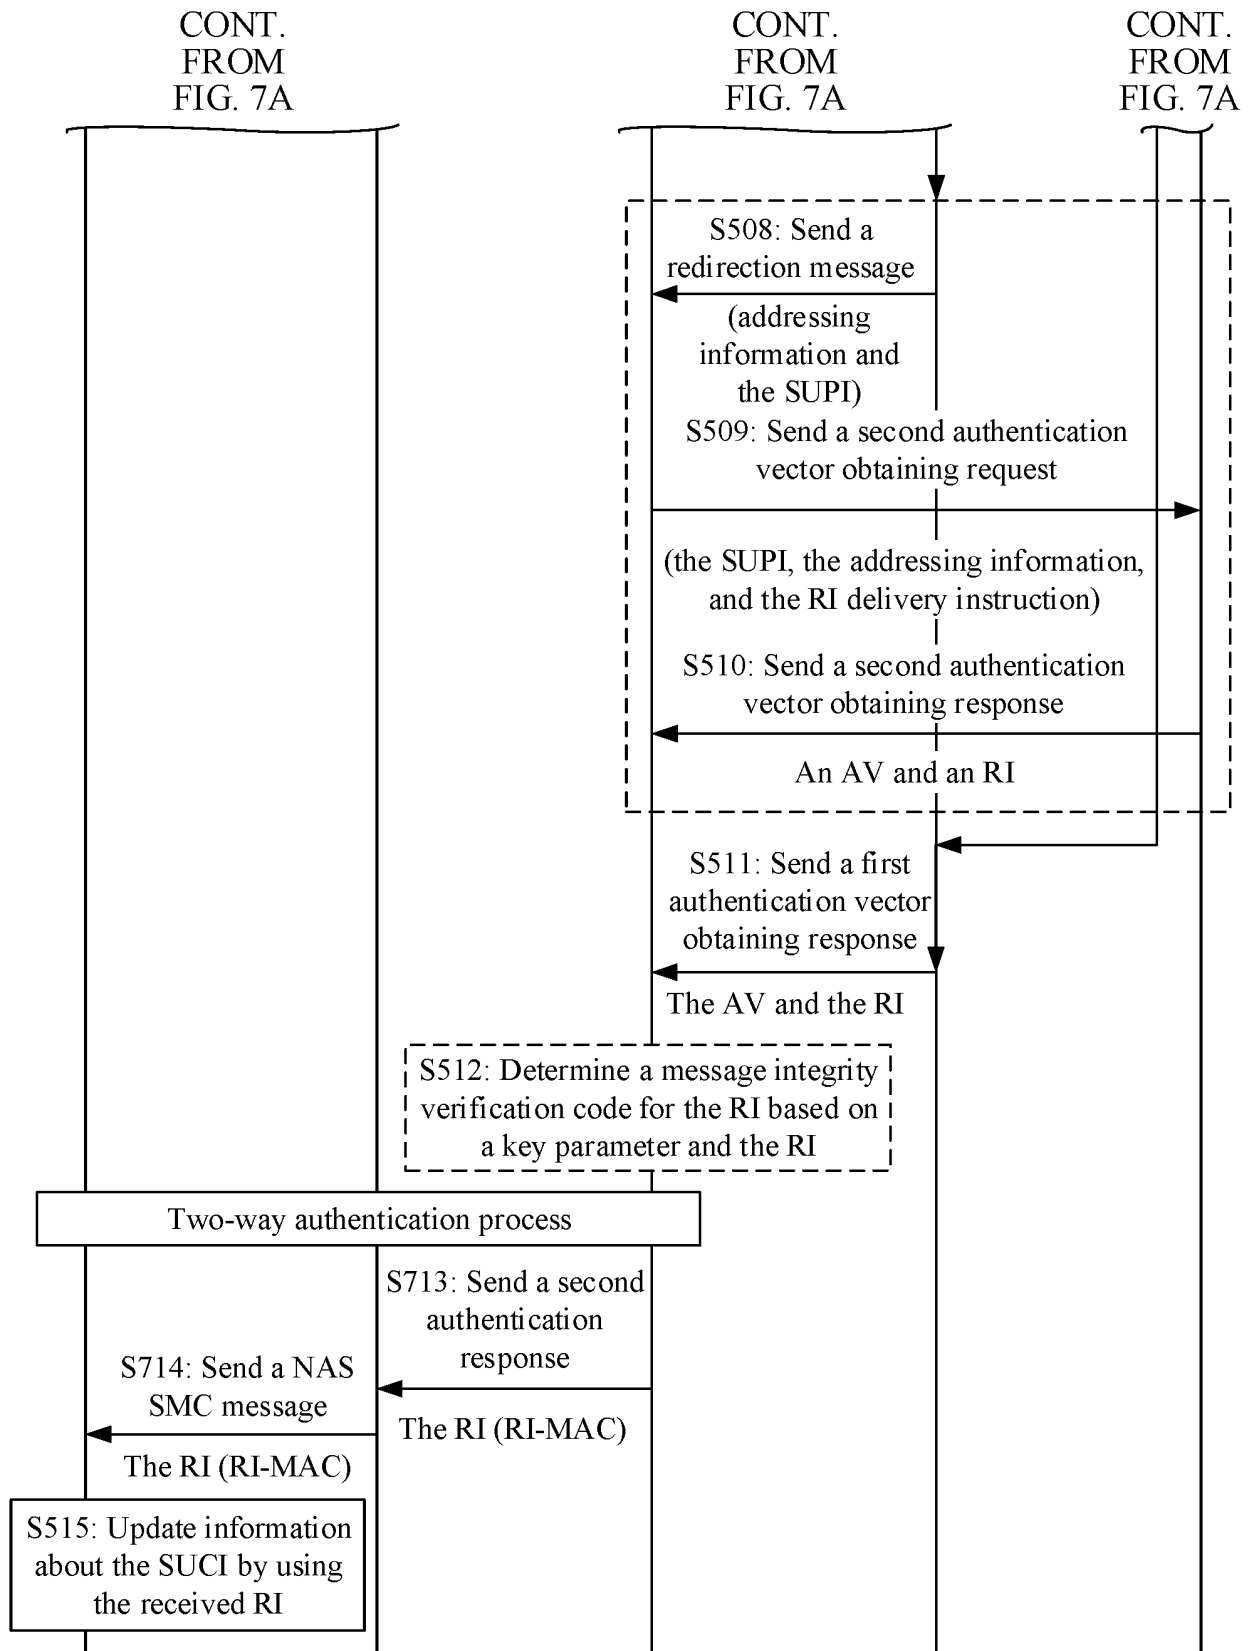 CONT.
FROM
FIG. 7A
CONT.
FROM
FIG. 7A
CONT.
FROM
FIG. 7A
S508: Send a
redirection message
(addressing
information and
the SUPI)
S509: Send a second authentication
vector obtaining request
(the SUPI, the addressing information,
and the RI delivery instruction)
S510: Send a second authentication
vector obtaining response
An AV and an RI
S511: Send a first
authentication vector
obtaining response
The AV and the RI
S512: Determine a message integrity
verification code for the RI based on
a key parameter and the RI
Two-way authentication process
S713: Send a second
authentication
response
The RI (RI-MAC)
S714: Send a NAS
SMC message
The RI (RI-MAC)
S515: Update information
about the SUCI by using
the received RI